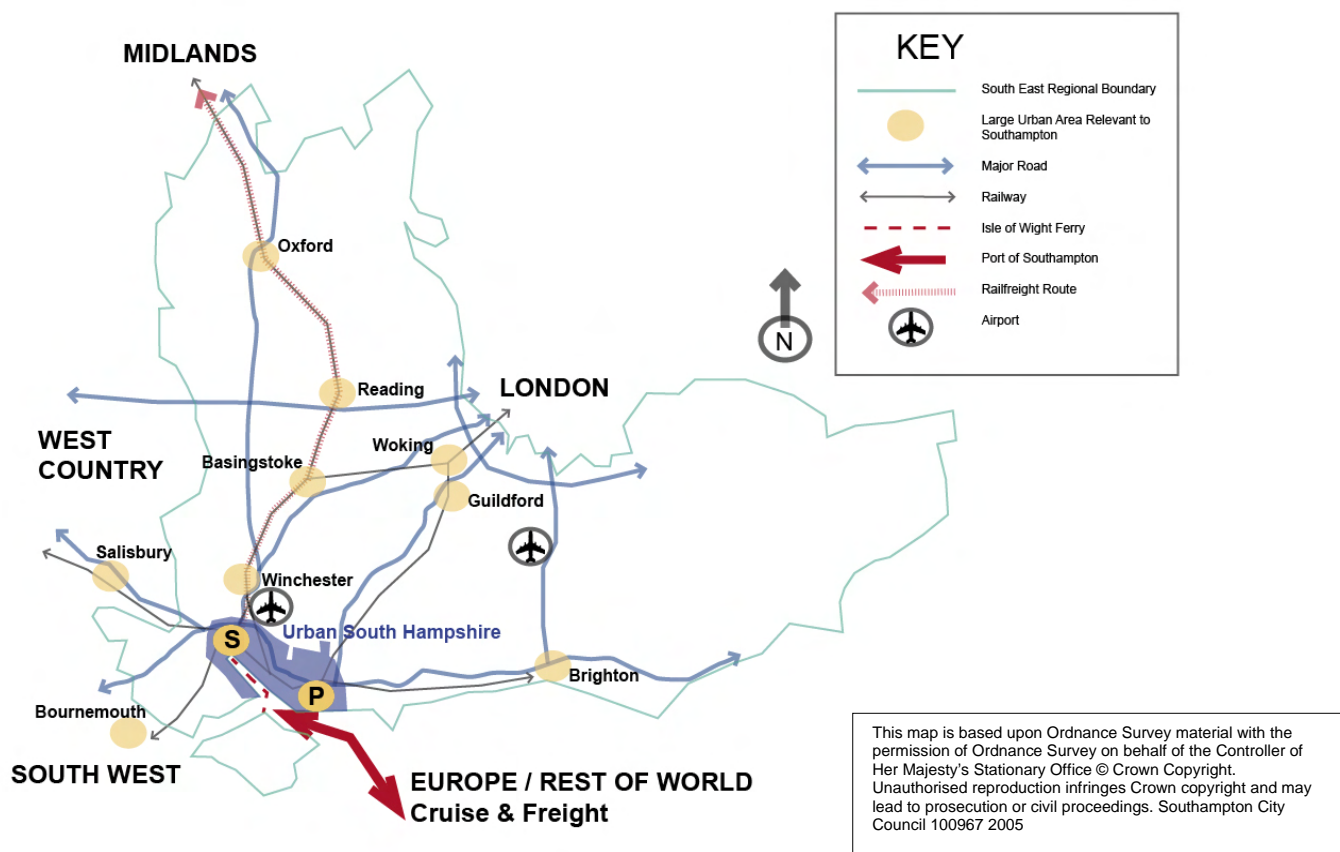 MIDLANDS
Oxford
Reading
LONDON
WEST
COUNTRY
Woking
Basingstoke
Guildford
Salisbury
Winchester
Urban South Hampshire
S
P
Brighton
Bournemouth
SOUTH WEST
EUROPE / REST OF WORLD
Cruise & Freight
N
KEY
South East Regional Boundary
Large Urban Area Relevant to
Southampton
Major Road
Railway
Isle of Wight Ferry
Port of Southampton
Railfreight Route
Airport
This map is based upon Ordnance Survey material with the
permission of Ordnance Survey on behalf of the Controller of
Her Majesty's Stationary Office © Crown Copyright.
Unauthorised reproduction infringes Crown copyright and may
lead to prosecution or civil proceedings. Southampton City
Council 100967 2005